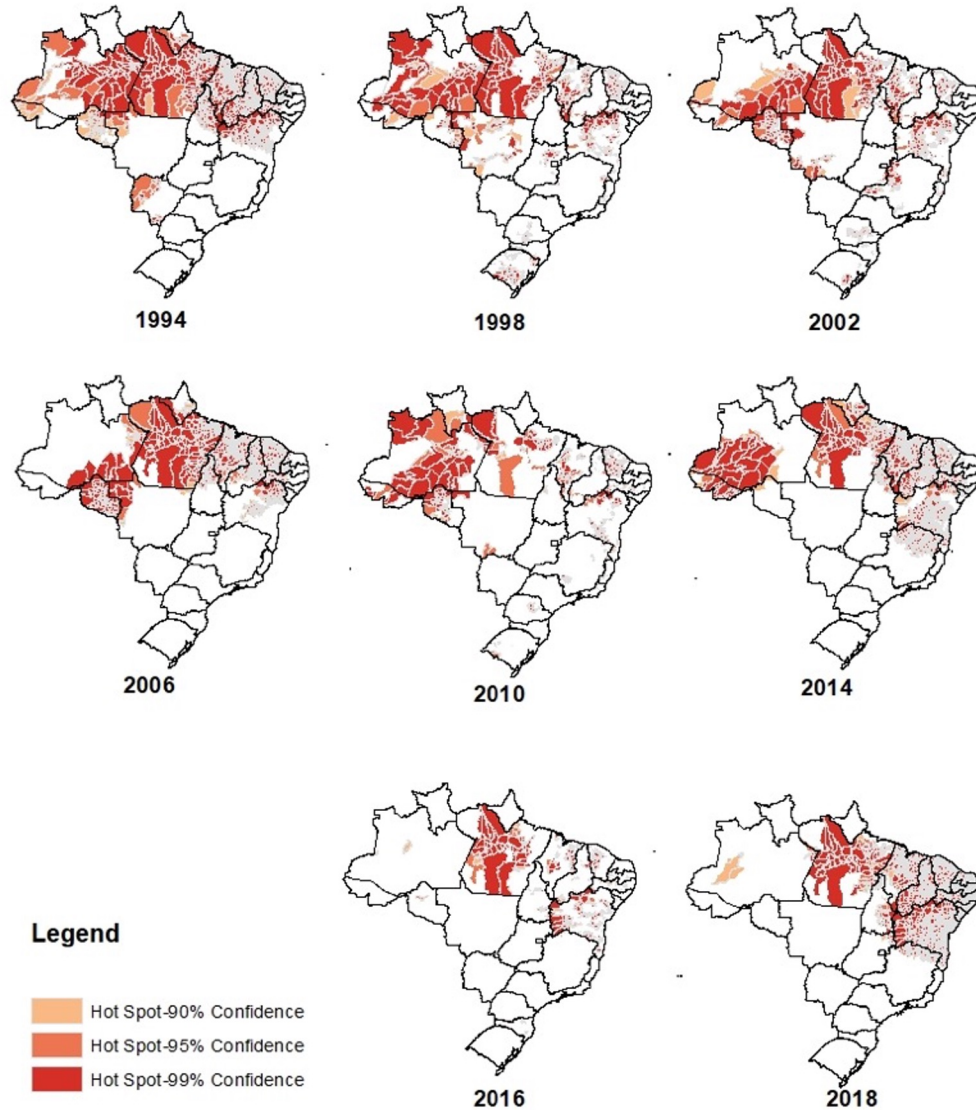 1994
1998
2002
2006
2010
2014
Legend
Hot Spot-90% Confidence
Hot Spot-95% Confidence
Hot Spot-99% Confidence
2016
2018